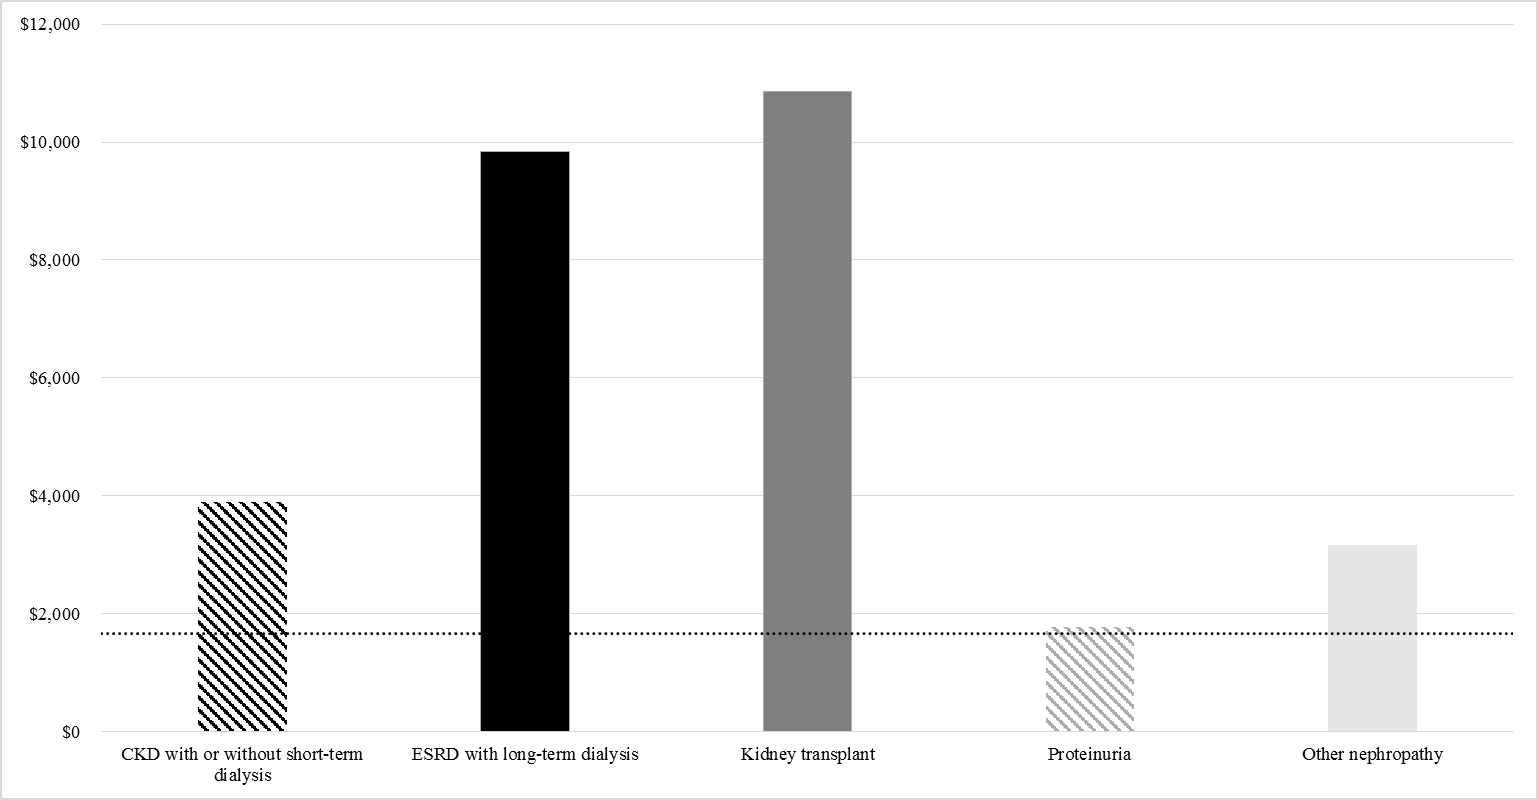 $12,000
$10,000
$8,000
$6,000
$4,000
$2,000
$0
CKD with or without short-term
dialysis
ESRD with long-term dialysis
Kidney transplant
Proteinuria
Other nephropathy